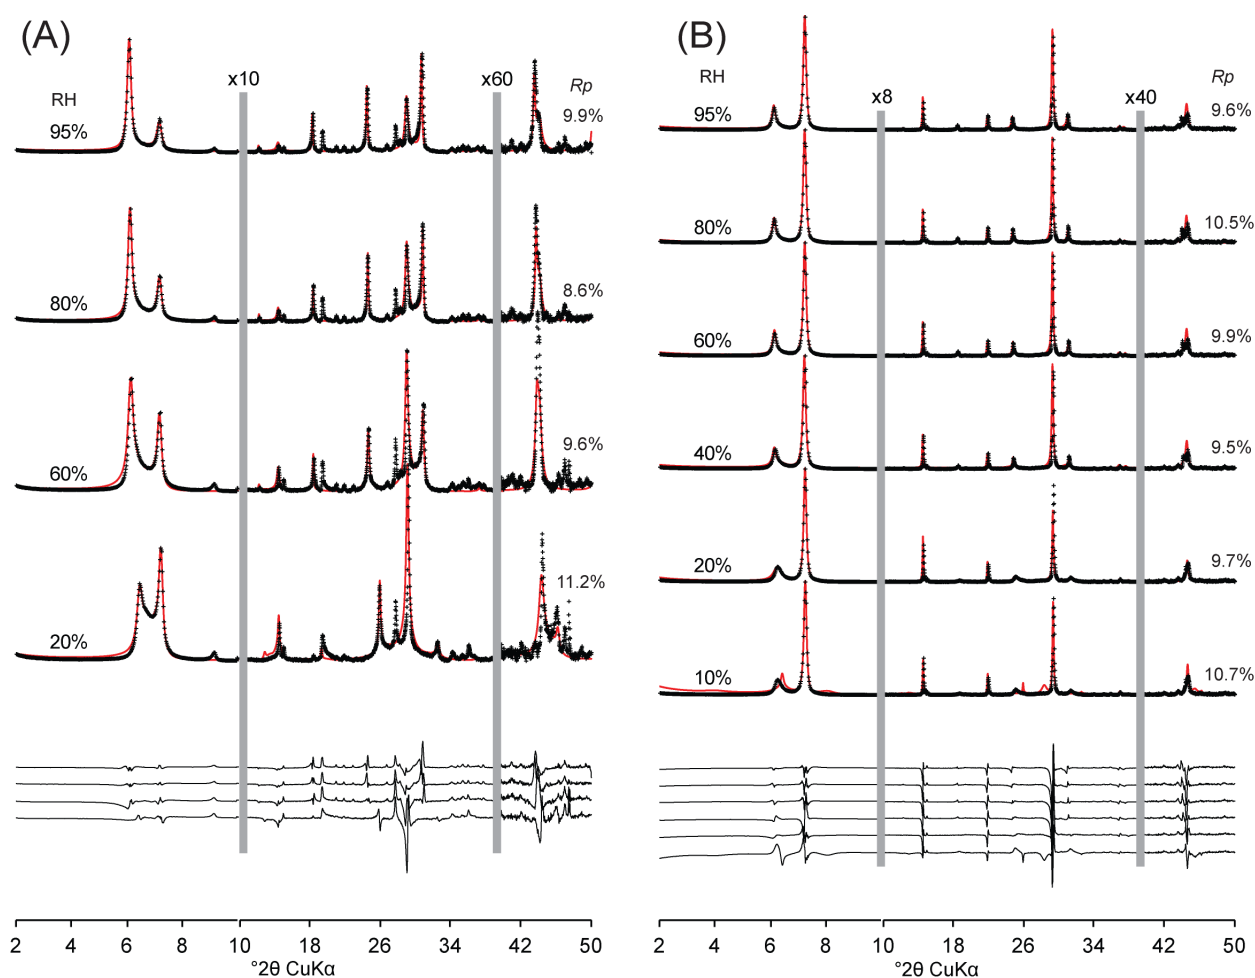 (A)
x10
x60
Rp
RH
95%
9.9%
80%
8.6%
60%
9.6%
20%
11.2%
2 4 6 8 10 18 26 34 42 50
°2θ CuKα
(B)
RH
x8
x40
Rp
95%
9.6%
80%
10.5%
60%
9.9%
40%
9.5%
20%
9.7%
10%
10.7%
2 4 6 8 10 18 26 34 42 50
°2θ CuKα